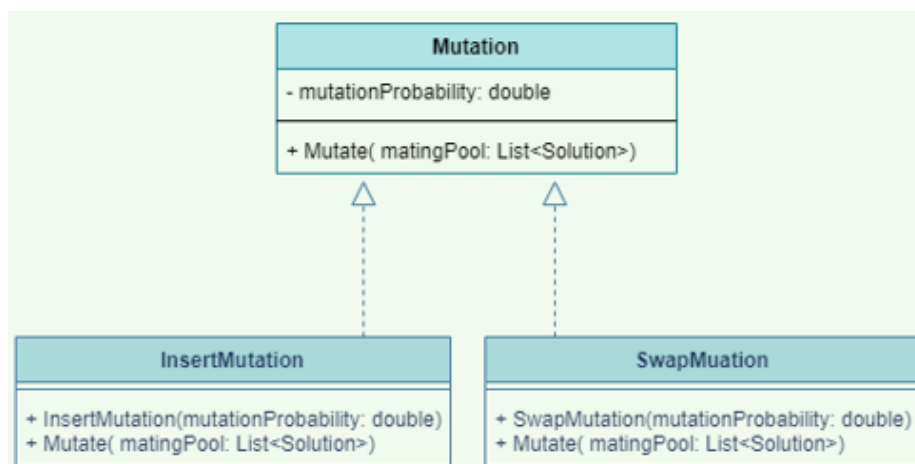 Mutation
- mutationProbability: double
+ Mutate( matingPool: List<Solution>)
InsertMutation
+ InsertMutation(mutationProbability: double)
+ Mutate( matingPool: List<Solution>)
SwapMuation
+ SwapMutation(mutationProbability: double)
+ Mutate( matingPool: List<Solution>)